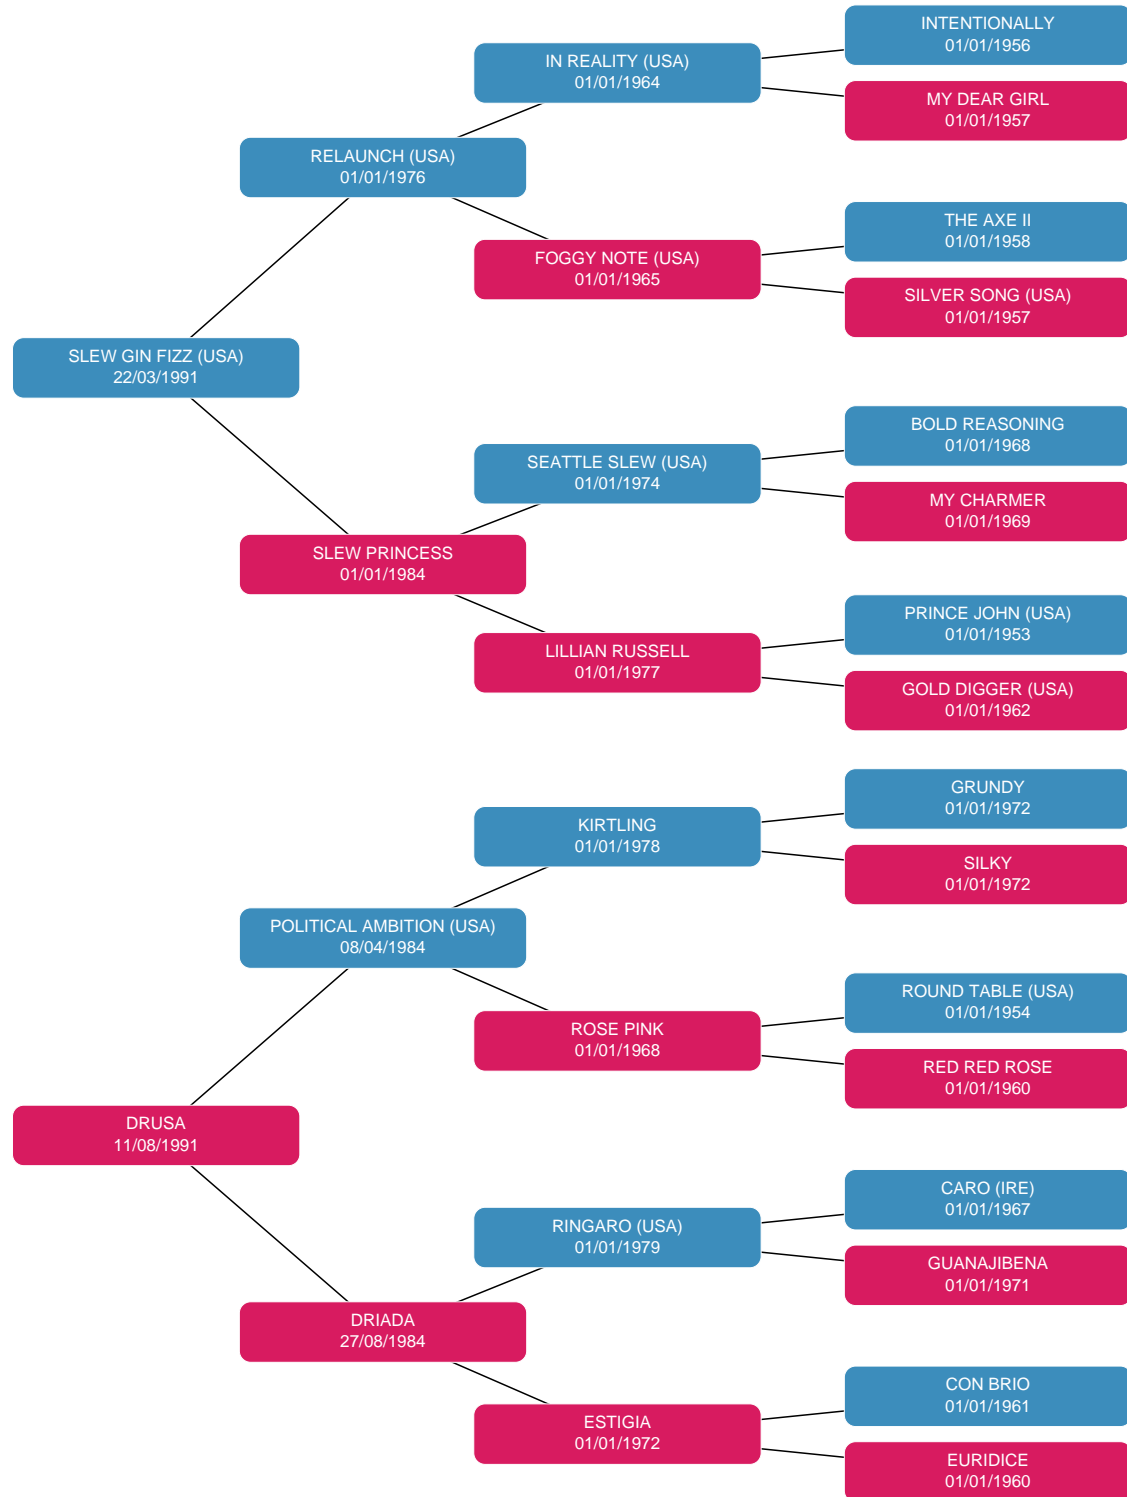 INTENTIONALLY
01/01/1956
IN REALITY (USA)
01/01/1964
MY DEAR GIRL
01/01/1957
RELAUNCH (USA)
01/01/1976
THE AXE II
01/01/1958
FOGGY NOTE (USA)
01/01/1965
SILVER SONG (USA)
01/01/1957
SLEW GIN FIZZ (USA)
22/03/1991
BOLD REASONING
01/01/1968
SEATTLE SLEW (USA)
01/01/1974
MY CHARMER
01/01/1969
SLEW PRINCESS
01/01/1984
PRINCE JOHN (USA)
01/01/1953
LILLIAN RUSSELL
01/01/1977
GOLD DIGGER (USA)
01/01/1962
GRUNDY
01/01/1972
KIRTLING
01/01/1978
SILKY
01/01/1972
POLITICAL AMBITION (USA)
08/04/1984
ROUND TABLE (USA)
01/01/1954
ROSE PINK
01/01/1968
RED RED ROSE
01/01/1960
DRUSA
11/08/1991
CARO (IRE)
01/01/1967
RINGARO (USA)
01/01/1979
GUANAJIBENA
01/01/1971
DRIADA
27/08/1984
CON BRIO
01/01/1961
ESTIGIA
01/01/1972
EURIDICE
01/01/1960